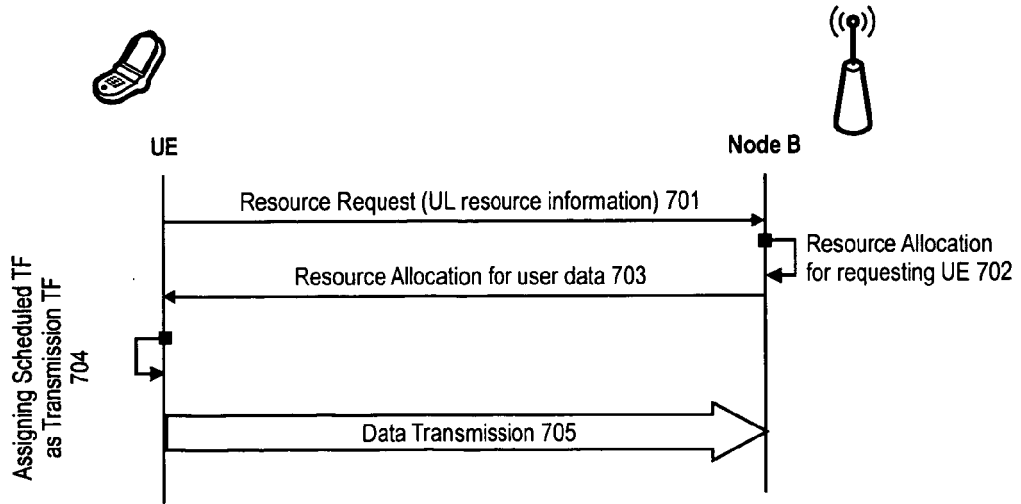 UE
Node B
Resource Request (UL resource information) 701
Resource Allocation
for requesting UE 702
Resource Allocation for user data 703
Assigning Scheduled TF
as Transmission TF
704
Data Transmission 705